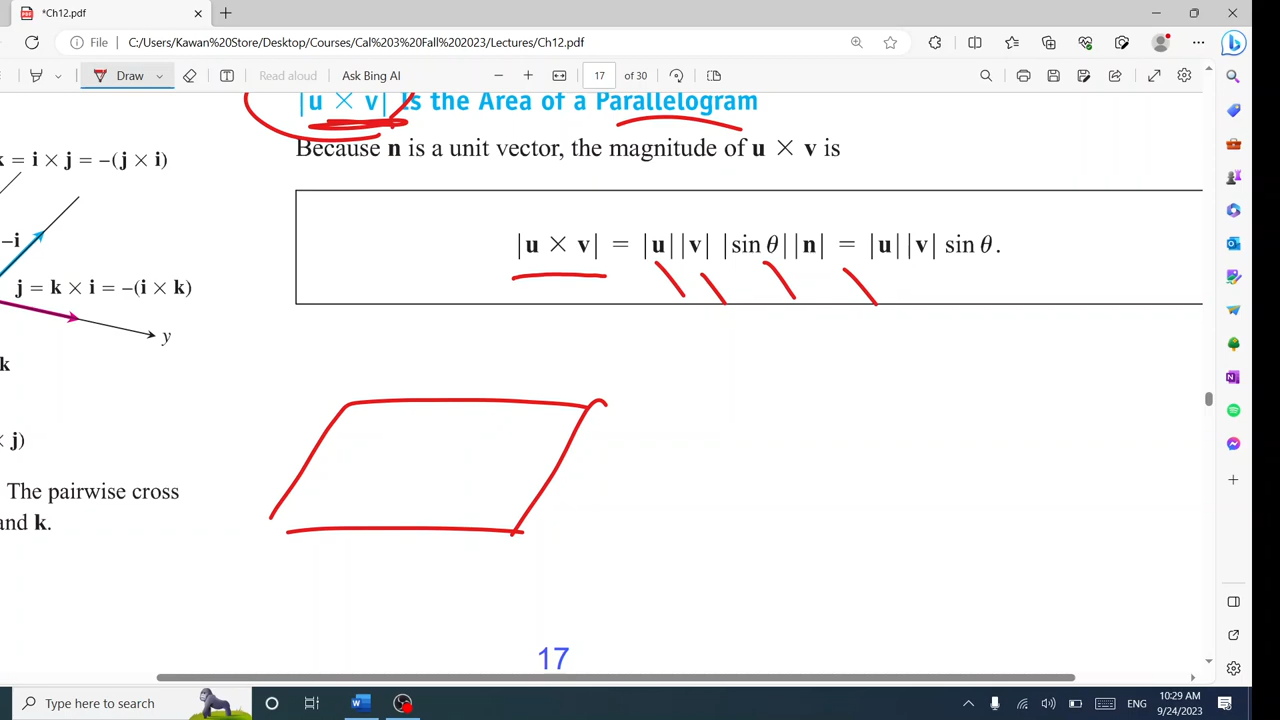 *Ch12.pdf
File
C:/Users/Kawan%20Store/Desktop/Courses/Cal%203%20Fall%202023/Lectures/Ch12.pdf
Draw
Read aloud
Ask Bing AI
17
of 30
|u × v| Is the Area of a Parallelogram
Because n is a unit vector, the magnitude of u × v is
k = i × j = −(j × i)
|u × v| = |u||v| |sin θ||n| = |u||v| sin θ.
−i
j = k × i = −(i × k)
y
k
× j)
The pairwise cross
and k.
17
Type here to search
ENG
10:29 AM
9/24/2023